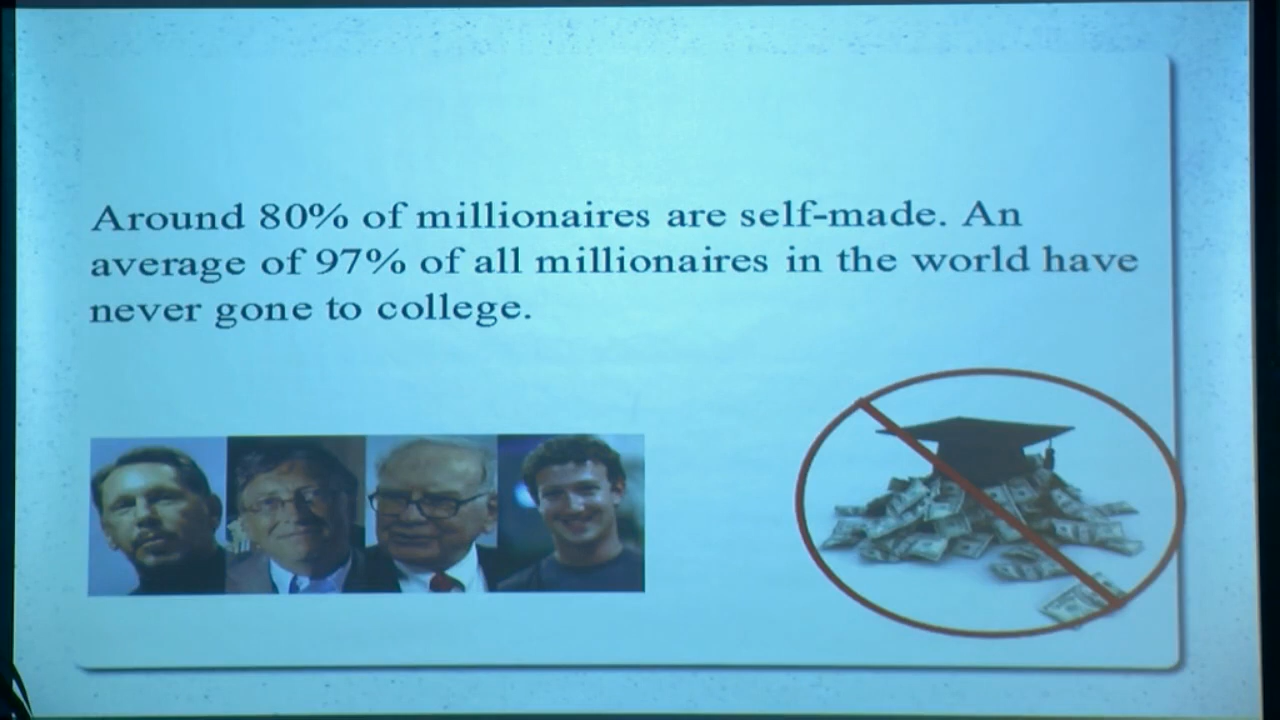 Around 80% of millionaires are self-made. An
average of 97% of all millionaires in the world have
never gone to college.